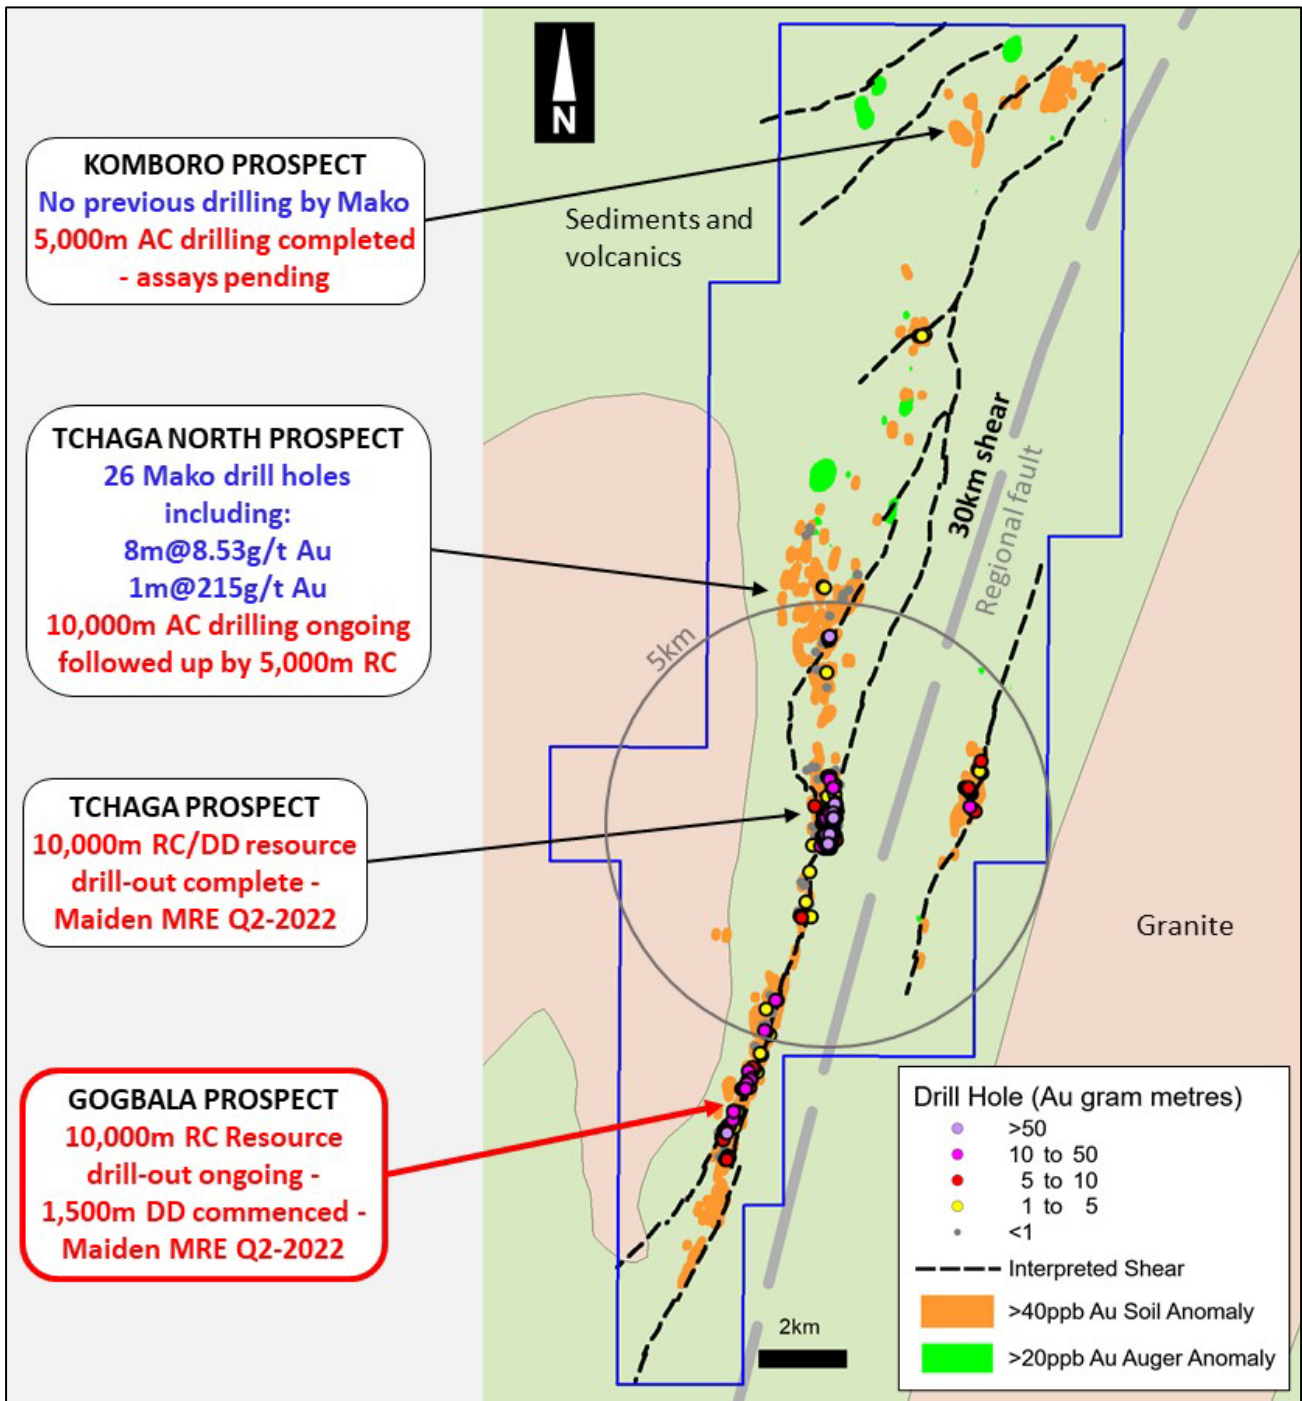 N
KOMBORO PROSPECT
No previous drilling by Mako
5,000m AC drilling completed
- assays pending
Sediments and
volcanics
TCHAGA NORTH PROSPECT
26 Mako drill holes
including:
8m@8.53g/t Au
1m@215g/t Au
10,000m AC drilling ongoing
followed up by 5,000m RC
30km shear
Regional fault
5km
TCHAGA PROSPECT
10,000m RC/DD resource
drill-out complete -
Maiden MRE Q2-2022
Granite
GOGBALA PROSPECT
10,000m RC Resource
drill-out ongoing -
1,500m DD commenced -
Maiden MRE Q2-2022
2km
Drill Hole (Au gram metres)
>50
10 to 50
5 to 10
1 to 5
<1
Interpreted Shear
>40ppb Au Soil Anomaly
>20ppb Au Auger Anomaly